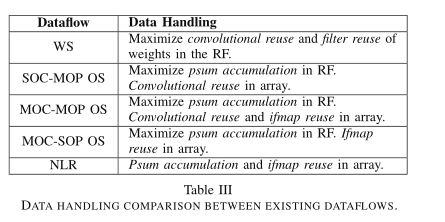 Dataflow Data Handling
WS Maximize convolutional reuse and filter reuse of
weights in the RF.
SOC-MOP OS Maximize psum accumulation in RF.
Convolutional reuse in array.
MOC-MOP OS Maximize psum accumulation in RF.
Convolutional reuse and ifmap reuse in array.
MOC-SOP OS Maximize psum accumulation in RF. Ifmap
reuse in array.
NLR Psum accumulation and ifmap reuse in array.
Table III
DATA HANDLING COMPARISON BETWEEN EXISTING DATAFLOWS.